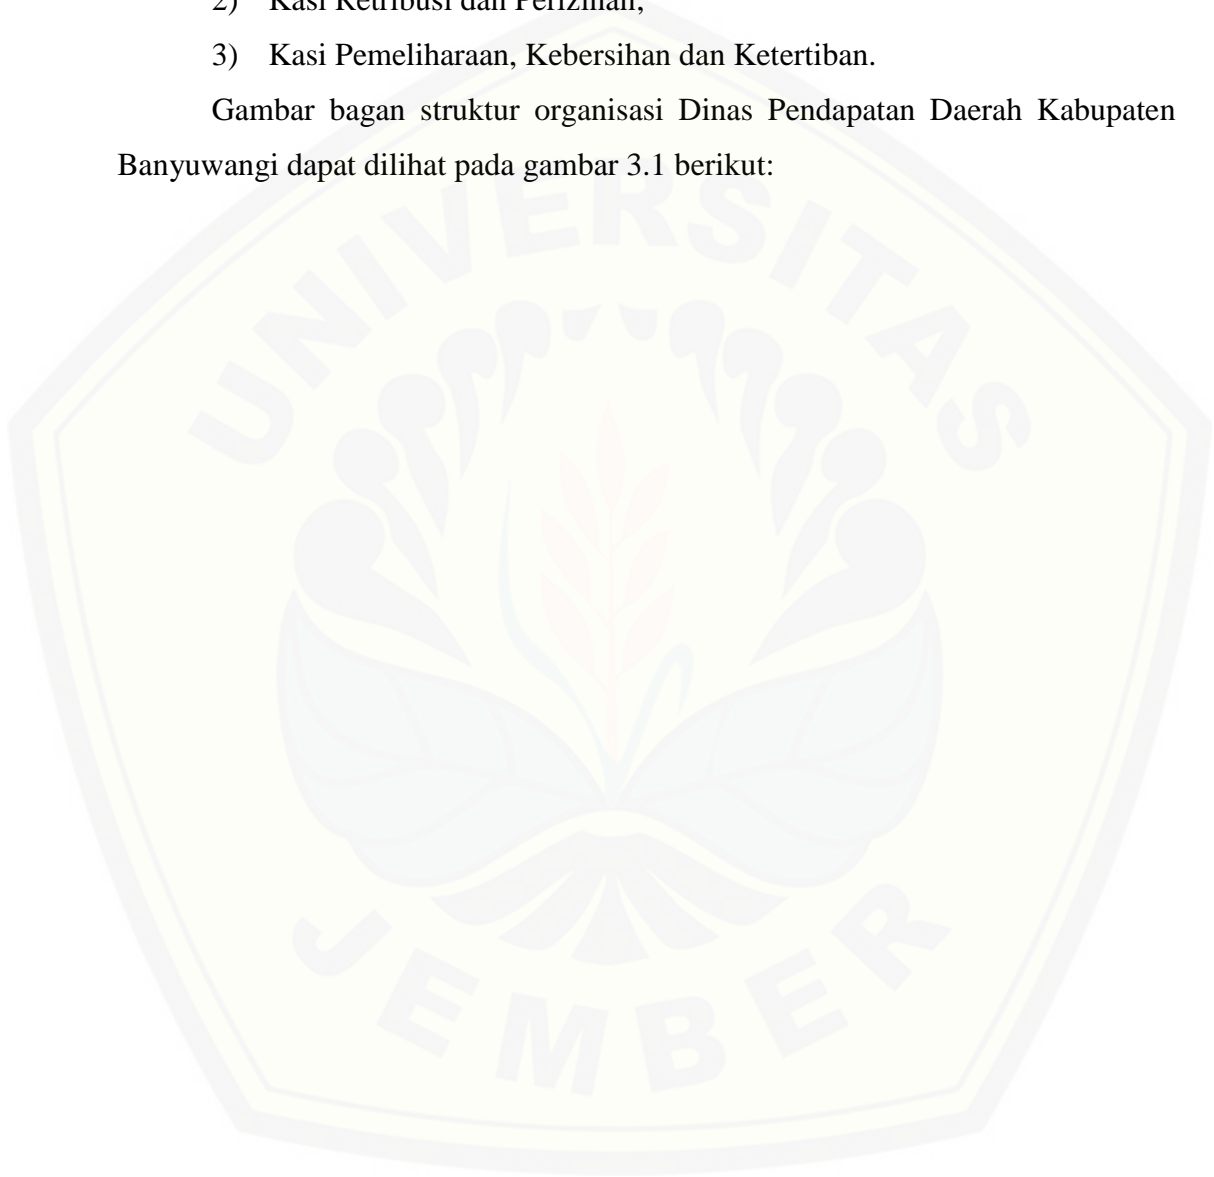 2) Kasi Retribusi dan Perizinan;
3) Kasi Pemeliharaan, Kebersihan dan Ketertiban.
Gambar bagan struktur organisasi Dinas Pendapatan Daerah Kabupaten
Banyuwangi dapat dilihat pada gambar 3.1 berikut:
UNIVERSITAS
JEMBER